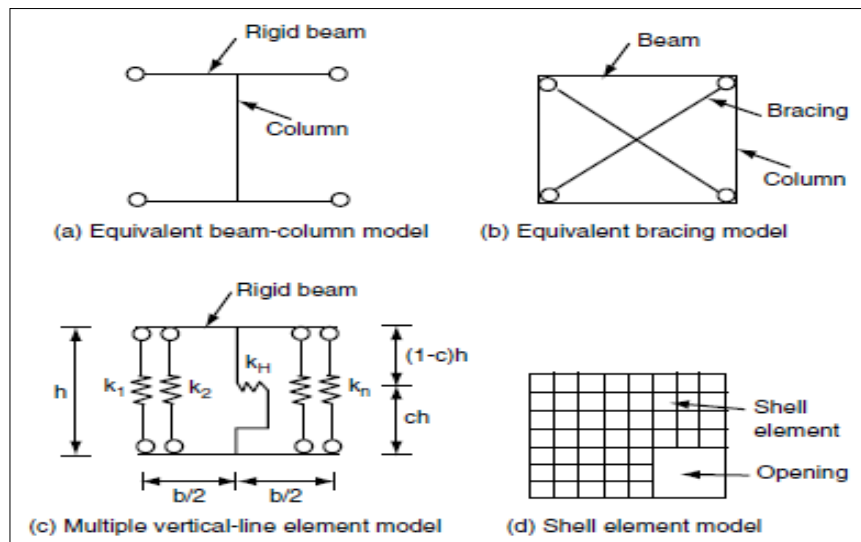 Rigid beam
Column
(a) Equivalent beam-column model
Beam
Bracing
Column
(b) Equivalent bracing model
Rigid beam
h
k1
k2
kH
kn
(1-c)h
ch
b/2
b/2
(c) Multiple vertical-line element model
Shell
element
Opening
(d) Shell element model